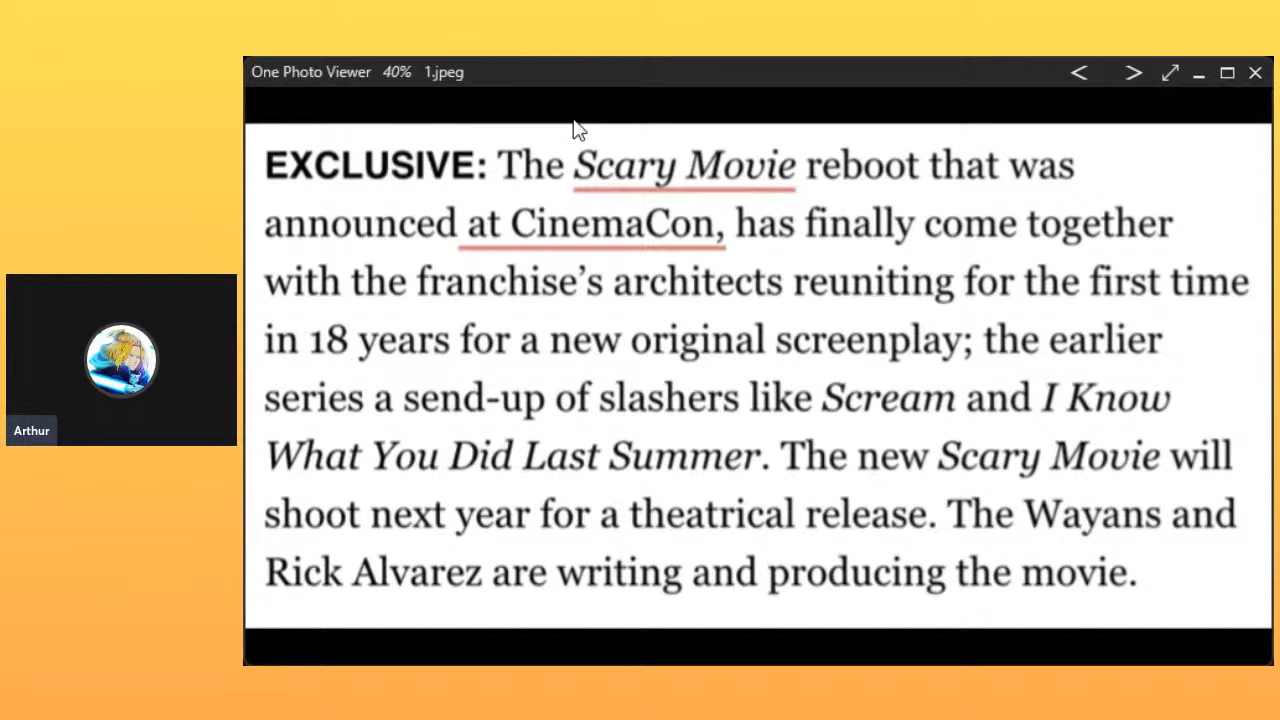 One Photo Viewer 40% 1.jpeg
EXCLUSIVE: The Scary Movie reboot that was
announced at CinemaCon, has finally come together
with the franchise’s architects reuniting for the first time
in 18 years for a new original screenplay; the earlier
series a send-up of slashers like Scream and I Know
What You Did Last Summer. The new Scary Movie will
shoot next year for a theatrical release. The Wayans and
Rick Alvarez are writing and producing the movie.
Arthur